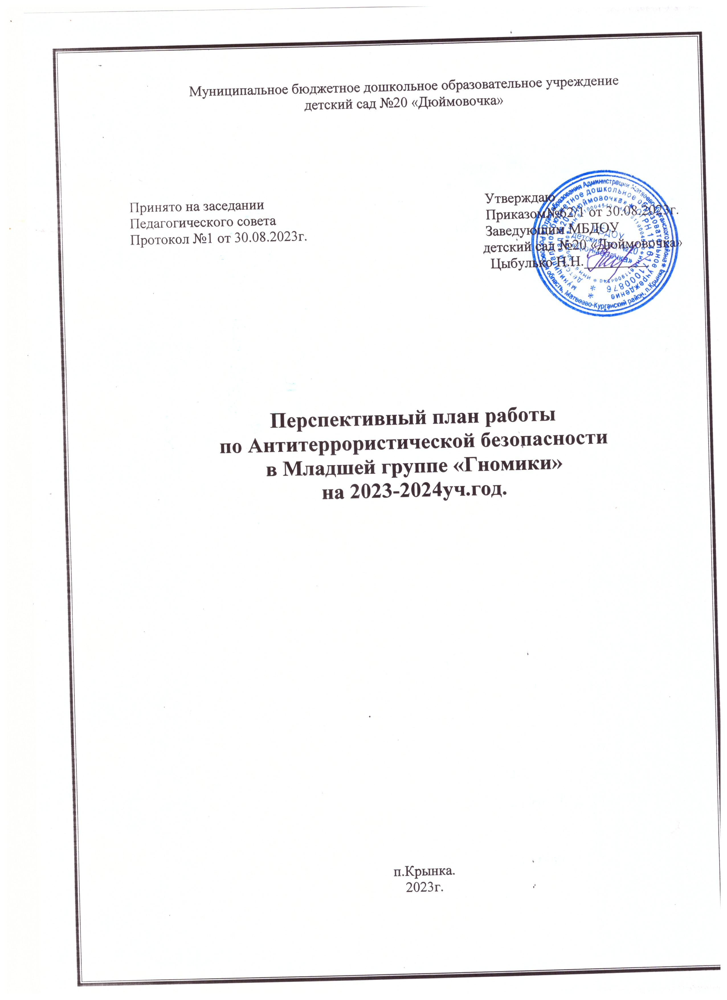 Муниципальное бюджетное дошкольное образовательное учреждение
детский сад №20 «Дюймовочка»
Принято на заседании
Педагогического совета
Протокол №1 от 30.08.2023г.
Утверждаю
Приказом№62/1 от 30.08.2023г.
Заведующим МБДОУ
детский сад №20 «Дюймовочка»
Цыбулько Н.Н.
Перспективный план работы
по Антитеррористической безопасности
в Младшей группе «Гномики»
на 2023-2024уч.год.
п.Крынка.
2023г.